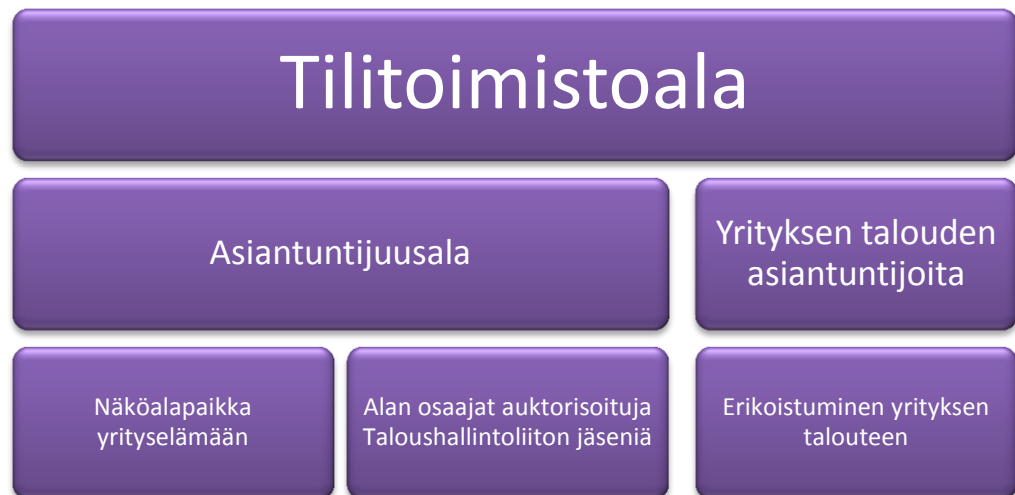 Tilitoimistoala
Asiantuntijuusala
Yrityksen talouden
asiantuntijoita
Näköalapaikka
yrityselämään
Alan osaajat auktorisoituja
Taloushallintoliiton jäseniä
Erikoistuminen yrityksen
talouteen